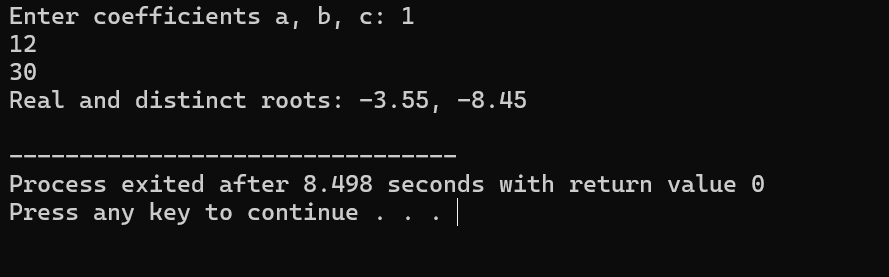 Enter coefficients a, b, c: 1
12
30
Real and distinct roots: -3.55, -8.45
--------------------------------
Process exited after 8.498 seconds with return value 0
Press any key to continue . . .